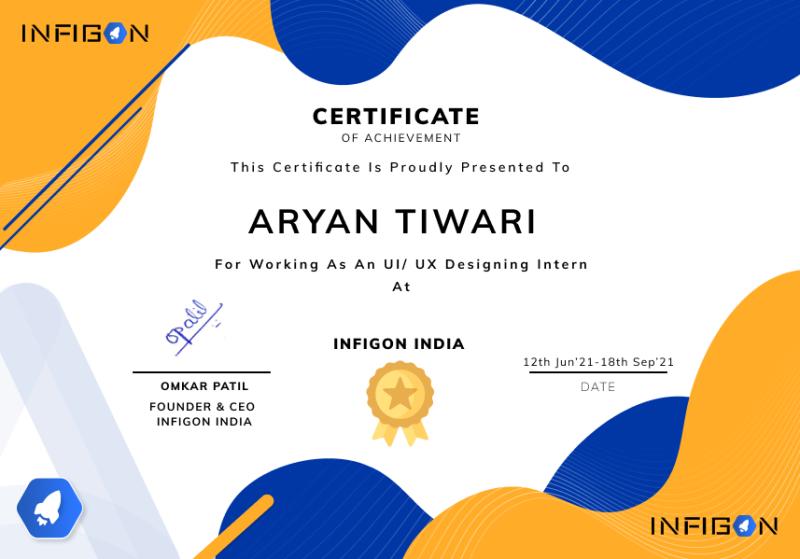 INFIGON
CERTIFICATE
OF ACHIEVEMENT
This Certificate Is Proudly Presented To
ARYAN TIWARI
For Working As An UI/ UX Designing Intern
At
opatil
INFIGON INDIA
12th Jun'21-18th Sep'21
OMKAR PATIL
DATE
FOUNDER & CEO
INFIGON INDIA
INFIGON